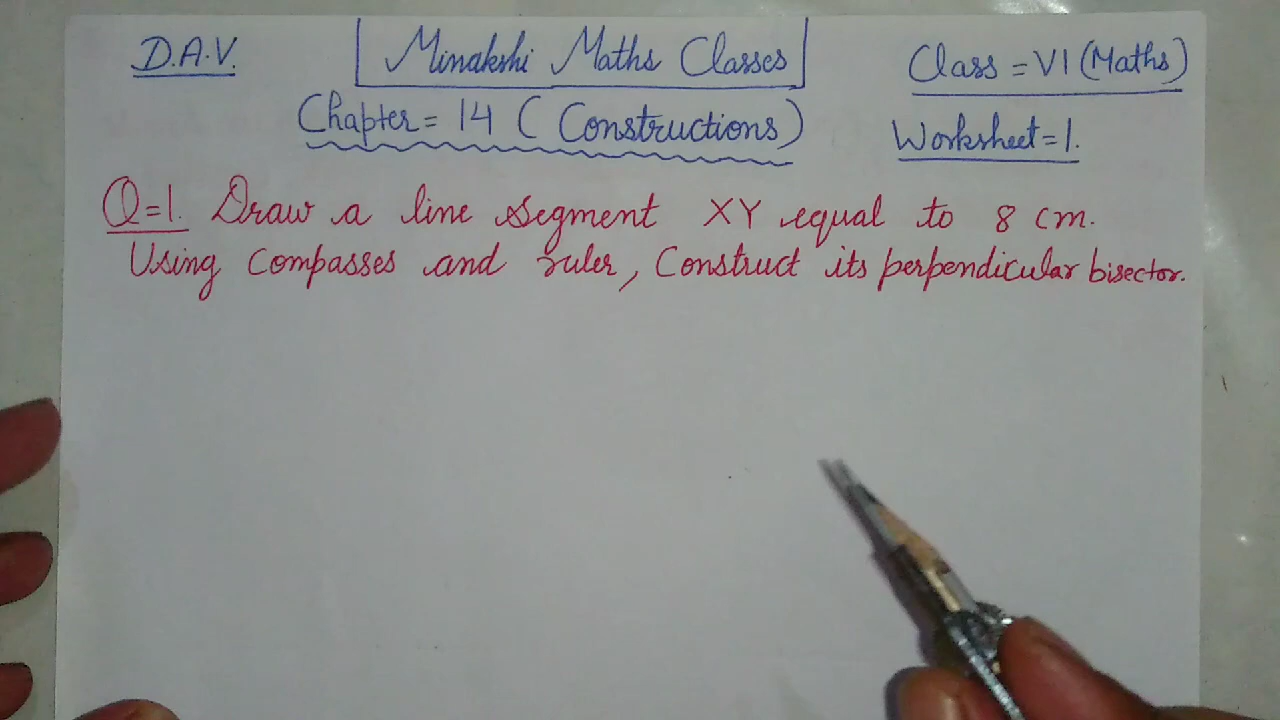 D.A.V.
Minakshi Maths Classes
Class = VI (Maths)
Chapter = 14 ( Constructions)
Worksheet = 1.
Q=1. Draw a line segment XY equal to 8 cm.
Using compasses and ruler, Construct its perpendicular bisector.